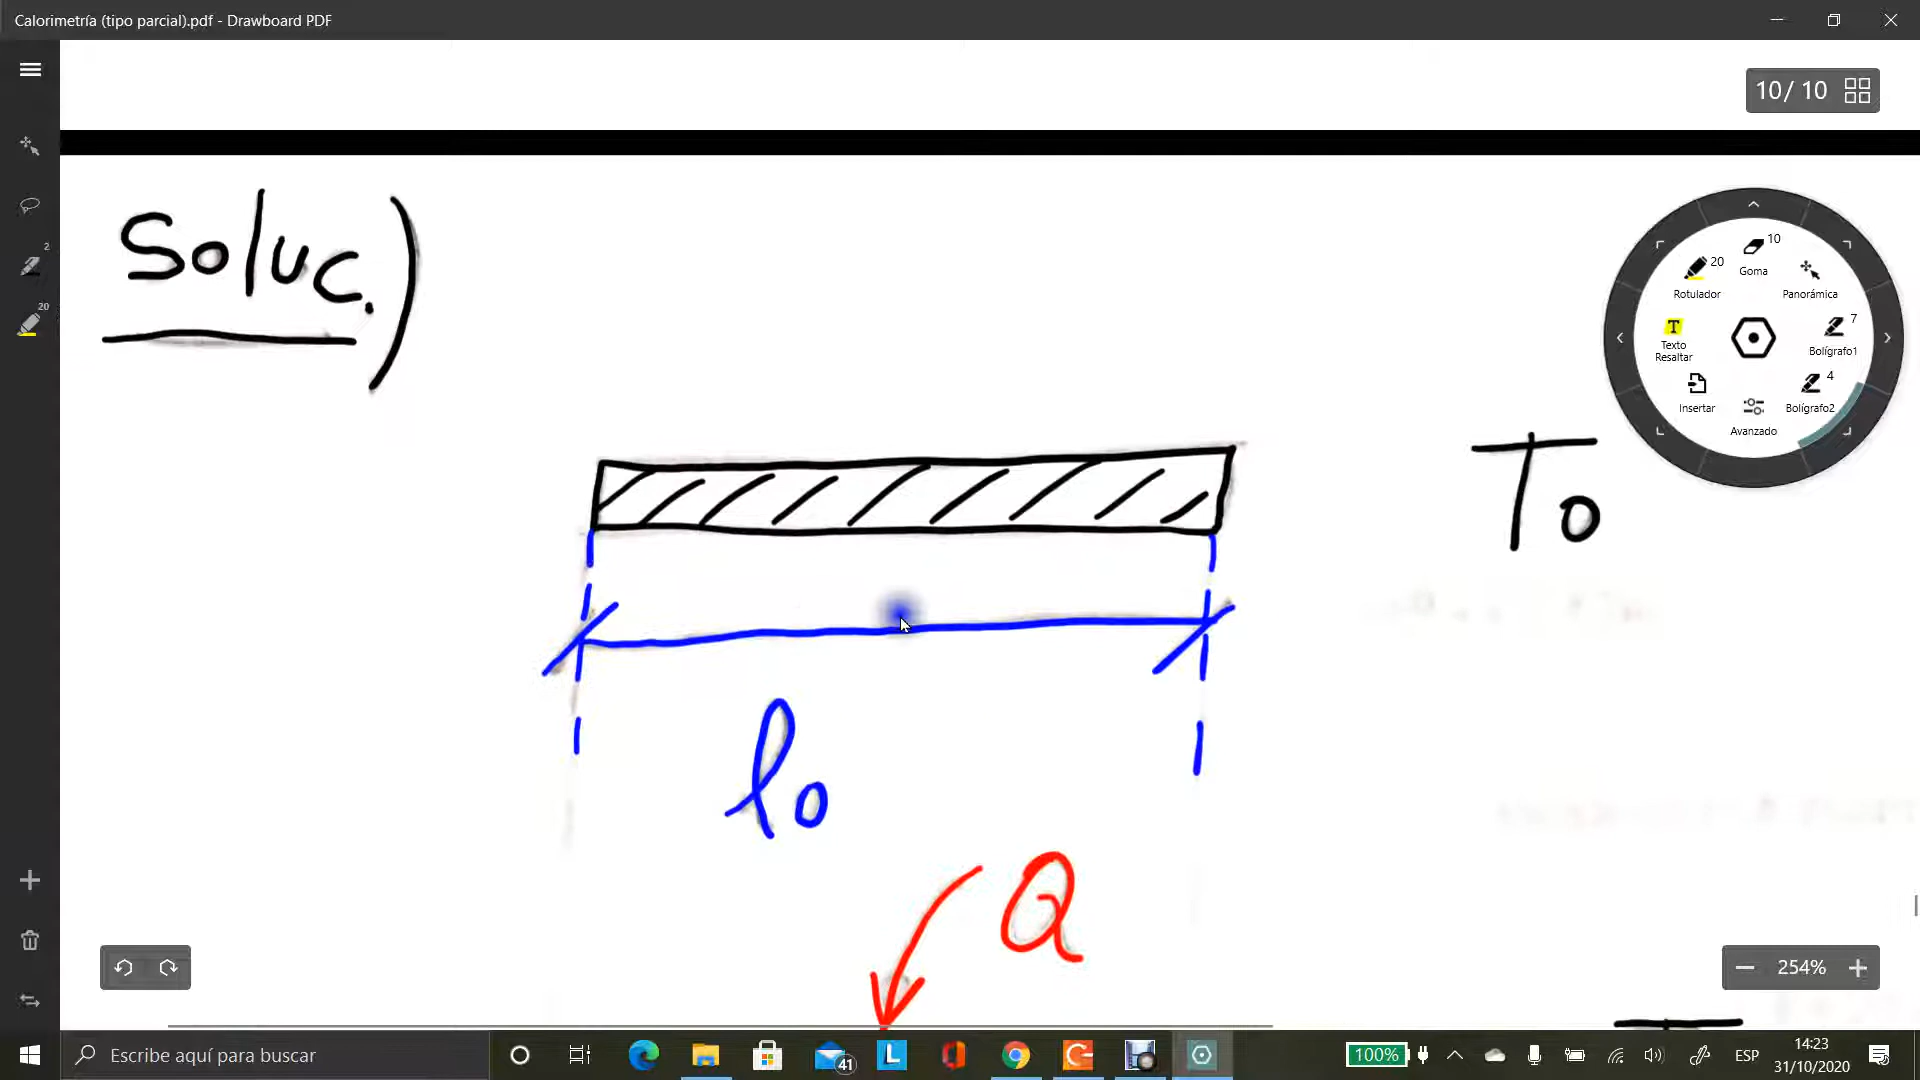 Calorimetría (tipo parcial).pdf - Drawboard PDF
10/ 10
Soluc.)
10
Goma
20
Rotulador
Panorámica
T
Texto
Resaltar
7
Bolígrafo1
4
Bolígrafo2
Insertar
Avanzado
2
20
T₀
l₀
Q
254%
Escribe aquí para buscar
41
L
100%
ESP
14:23
31/10/2020